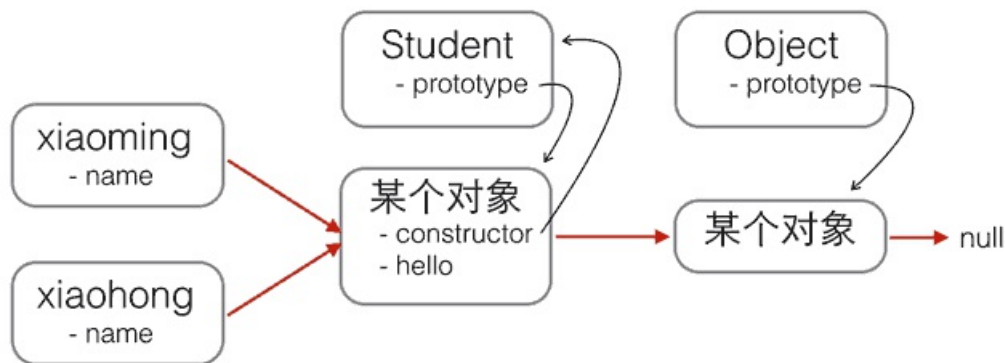 Student
- prototype
Object
- prototype
xiaoming
- name
某个对象
- constructor
- hello
某个对象
null
xiaohong
- name